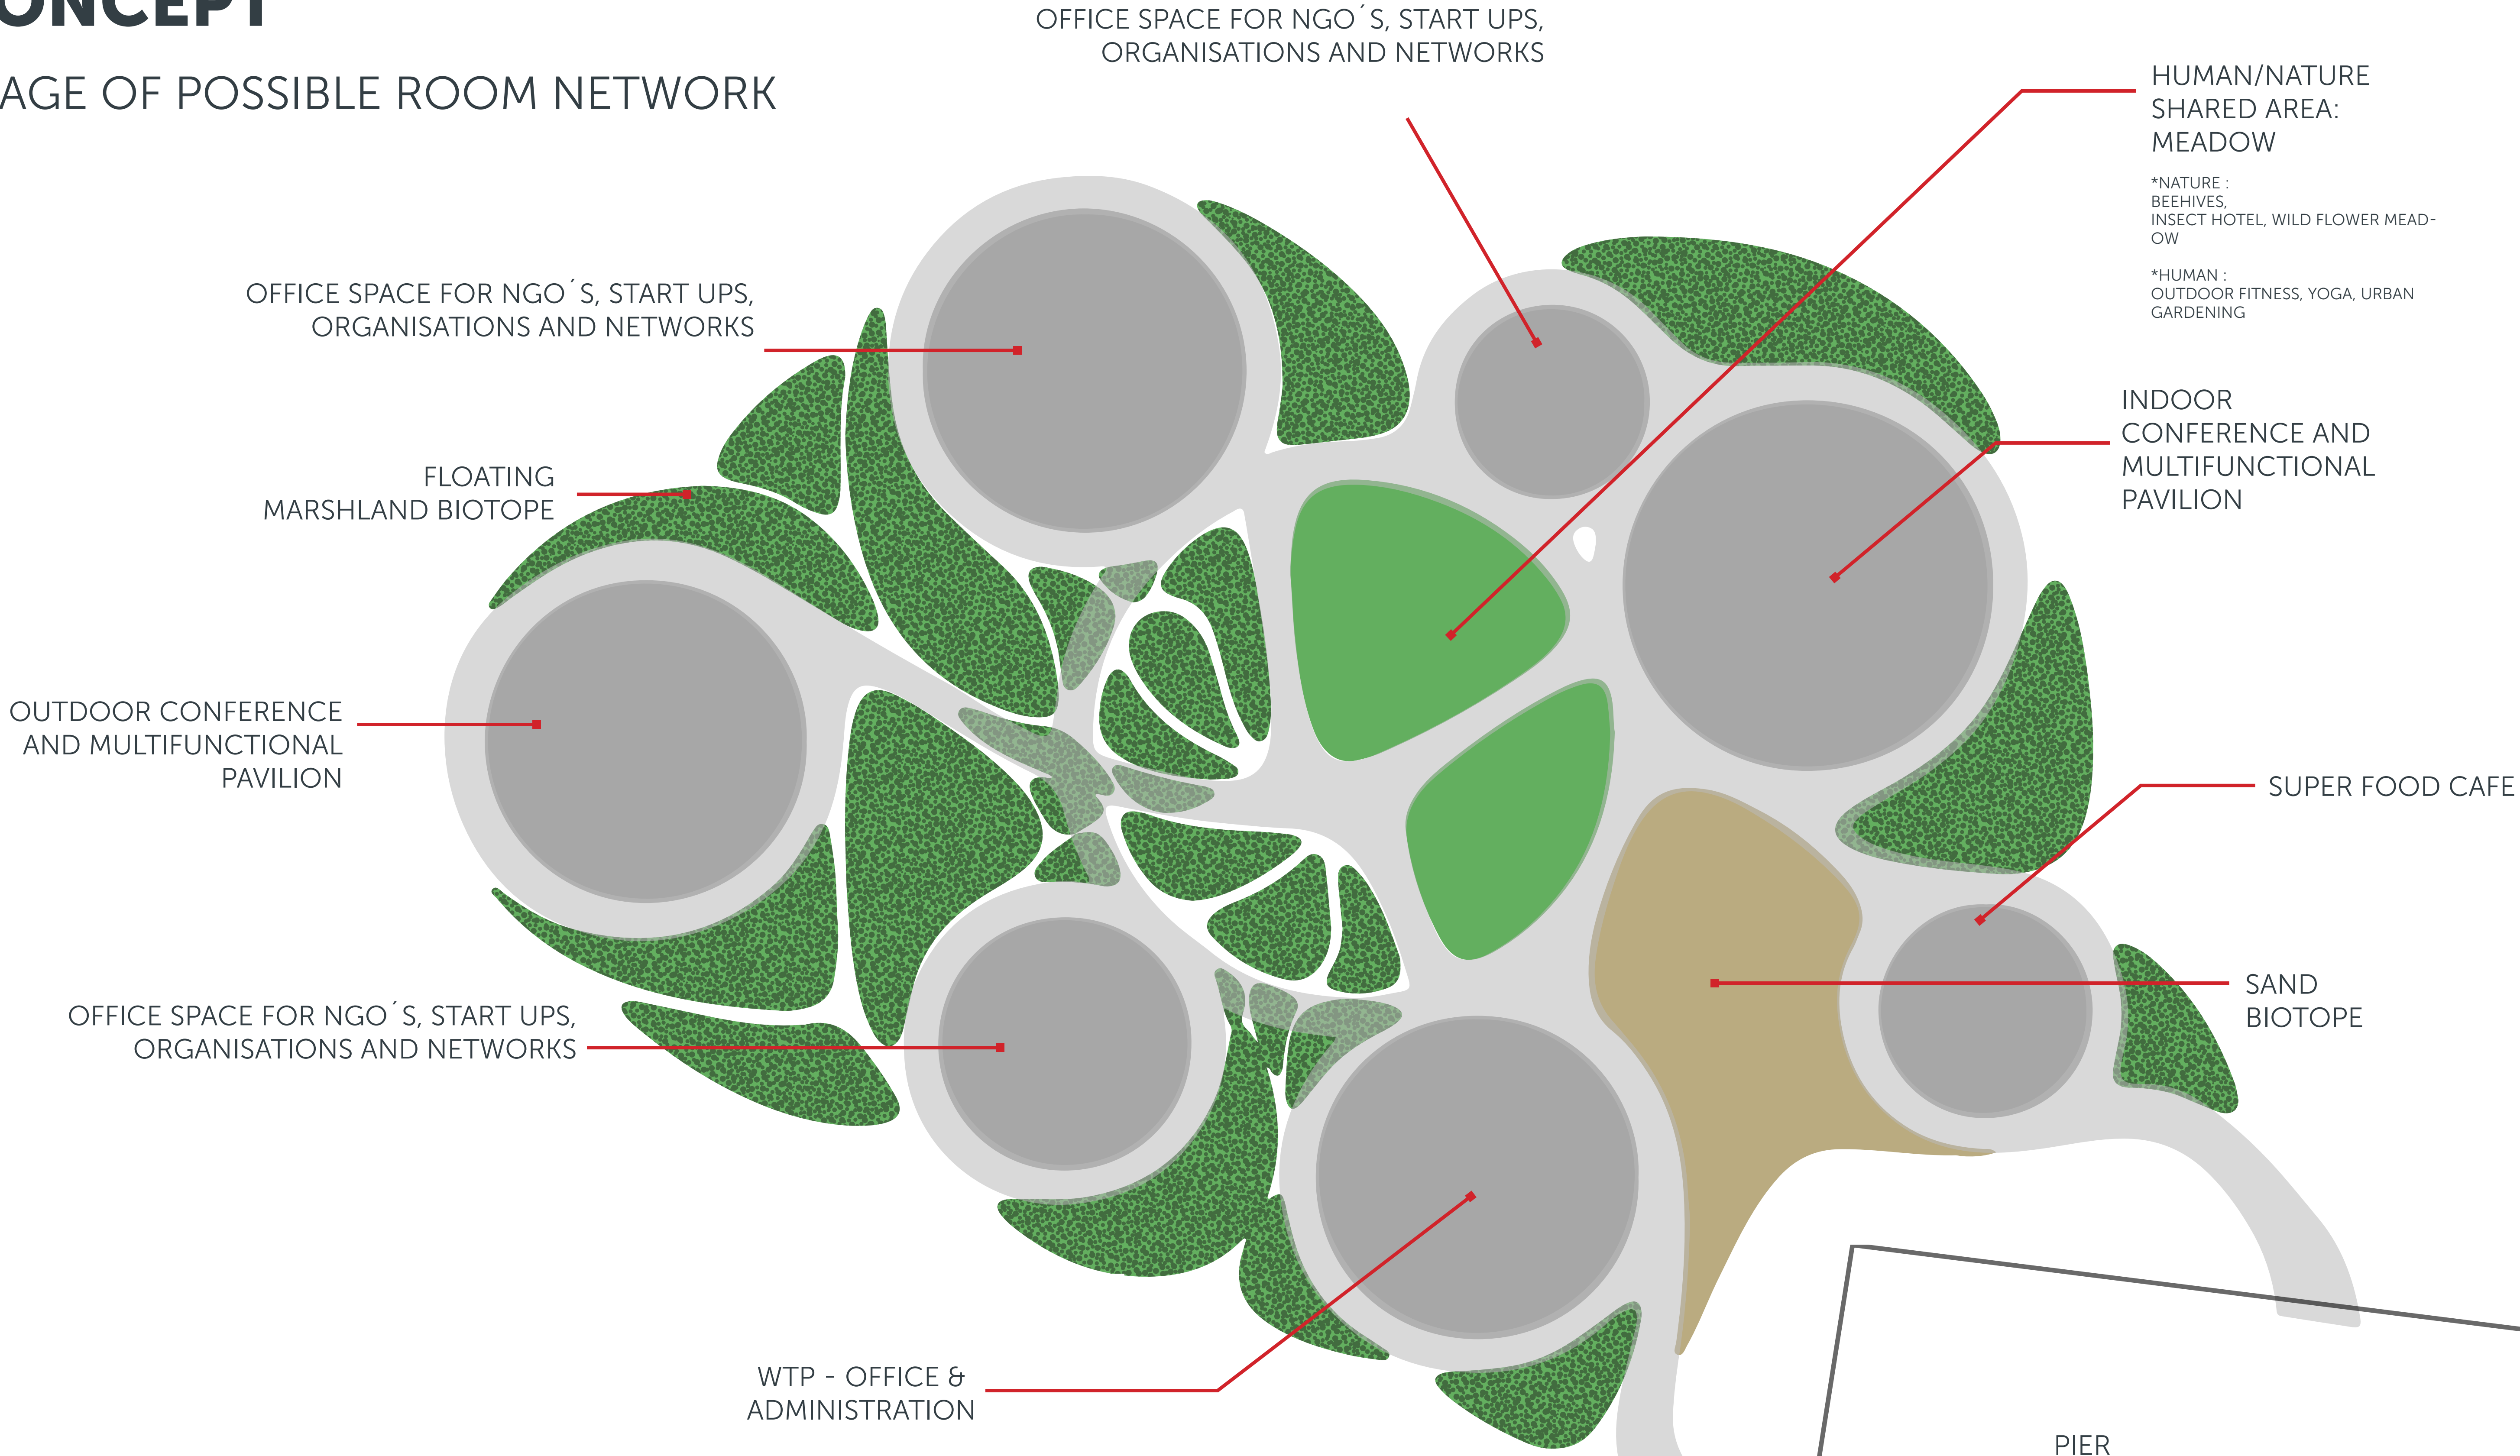 ONCEPT
AGE OF POSSIBLE ROOM NETWORK
OFFICE SPACE FOR NGO´S, START UPS,
ORGANISATIONS AND NETWORKS
HUMAN/NATURE
SHARED AREA:
MEADOW
*NATURE :
BEEHIVES,
INSECT HOTEL, WILD FLOWER MEAD-
OW
*HUMAN :
OUTDOOR FITNESS, YOGA, URBAN
GARDENING
OFFICE SPACE FOR NGO´S, START UPS,
ORGANISATIONS AND NETWORKS
INDOOR
CONFERENCE AND
MULTIFUNCTIONAL
PAVILION
FLOATING
MARSHLAND BIOTOPE
OUTDOOR CONFERENCE
AND MULTIFUNCTIONAL
PAVILION
SUPER FOOD CAFE
SAND
BIOTOPE
OFFICE SPACE FOR NGO´S, START UPS,
ORGANISATIONS AND NETWORKS
WTP - OFFICE &
ADMINISTRATION
PIER